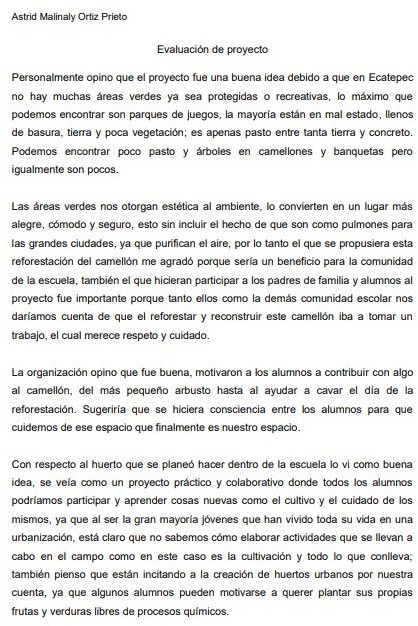 Astrid Malinaly Ortiz Prieto
Evaluación de proyecto
Personalmente opino que el proyecto fue una buena idea debido a que en Ecatepec
no hay muchas áreas verdes ya sea protegidas o recreativas, lo máximo que
podemos encontrar son parques de juegos, la mayoría están en mal estado, llenos
de basura, tierra y poca vegetación; es apenas pasto entre tanta tierra y concreto.
Podemos encontrar poco pasto y árboles en camellones y banquetas pero
igualmente son pocos.
Las áreas verdes nos otorgan estética al ambiente, lo convierten en un lugar más
alegre, cómodo y seguro, esto sin incluir el hecho de que son como pulmones para
las grandes ciudades, ya que purifican el aire, por lo tanto el que se propusiera esta
reforestación del camellón me agradó porque sería un beneficio para la comunidad
de la escuela, también el que hicieran participar a los padres de familia y alumnos al
proyecto fue importante porque tanto ellos como la demás comunidad escolar nos
daríamos cuenta de que el reforestar y reconstruir este camellón iba a tomar un
trabajo, el cual merece respeto y cuidado.
La organización opino que fue buena, motivaron a los alumnos a contribuir con algo
al camellón, del más pequeño arbusto hasta al ayudar a cavar el día de la
reforestación. Sugeriría que se hiciera consciencia entre los alumnos para que
cuidemos de ese espacio que finalmente es nuestro espacio.
Con respecto al huerto que se planeó hacer dentro de la escuela lo vi como buena
idea, se veía como un proyecto práctico y colaborativo donde todos los alumnos
podríamos participar y aprender cosas nuevas como el cultivo y el cuidado de los
mismos, ya que al ser la gran mayoría jóvenes que han vivido toda su vida en una
urbanización, está claro que no sabemos cómo elaborar actividades que se llevan a
cabo en el campo como en este caso es la cultivación y todo lo que conlleva;
también pienso que están incitando a la creación de huertos urbanos por nuestra
cuenta, ya que algunos alumnos pueden motivarse a querer plantar sus propias
frutas y verduras libres de procesos químicos.